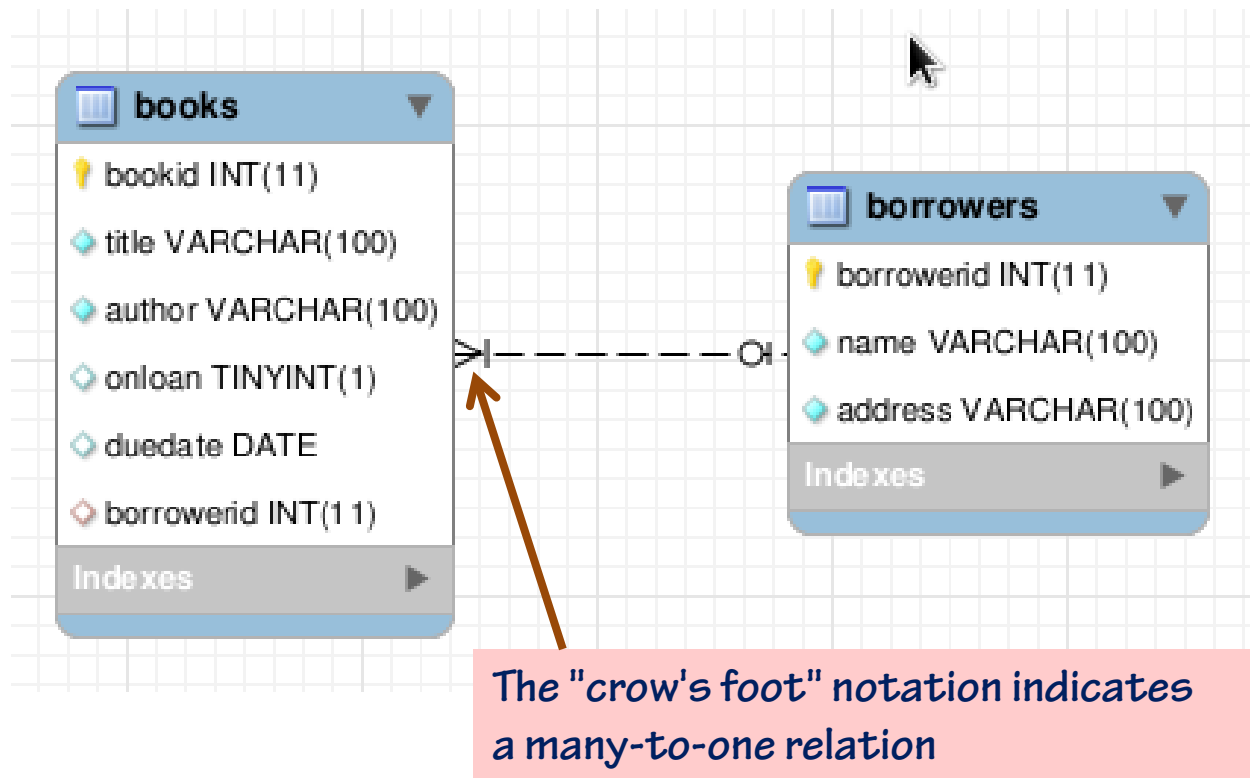 books
bookid INT(11)
title VARCHAR(100)
author VARCHAR(100)
onloan TINYINT(1)
duedate DATE
borrowerid INT(11)
Indexes
borrowers
borrowerid INT(11)
name VARCHAR(100)
address VARCHAR(100)
Indexes
The "crow's foot" notation indicates
a many-to-one relation